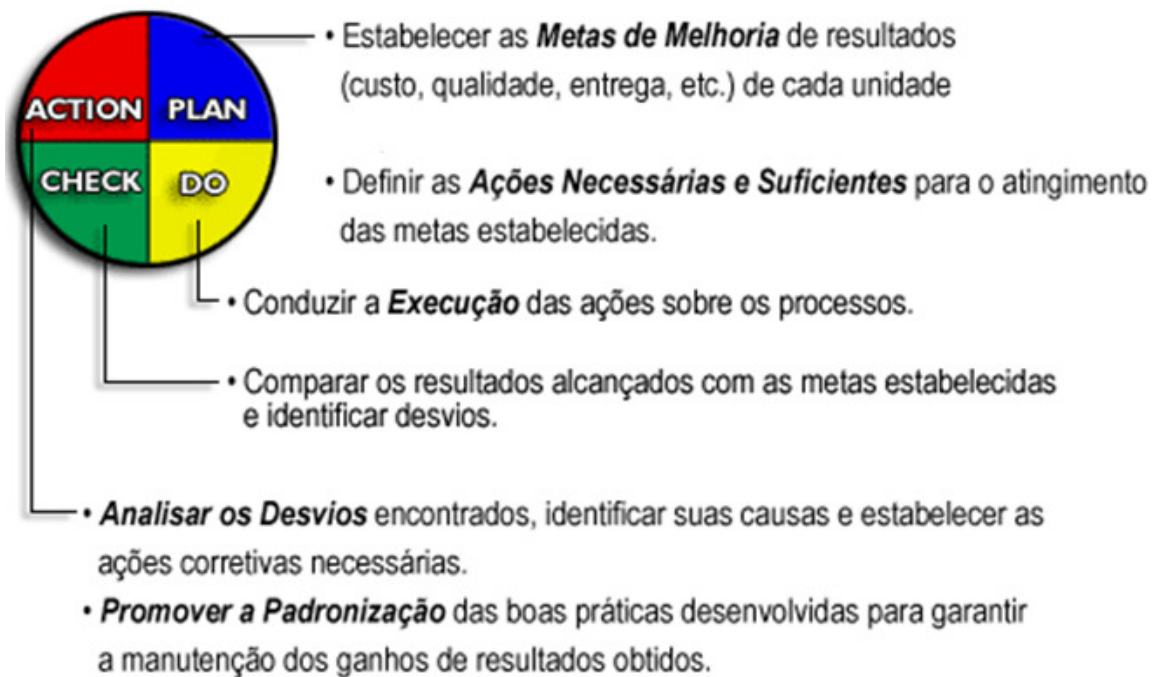 ACTION PLAN
CHECK DO
• Estabelecer as Metas de Melhoria de resultados
(custo, qualidade, entrega, etc.) de cada unidade
• Definir as Ações Necessárias e Suficientes para o atingimento
das metas estabelecidas.
• Conduzir a Execução das ações sobre os processos.
• Comparar os resultados alcançados com as metas estabelecidas
e identificar desvios.
• Analisar os Desvios encontrados, identificar suas causas e estabelecer as
ações corretivas necessárias.
• Promover a Padronização das boas práticas desenvolvidas para garantir
a manutenção dos ganhos de resultados obtidos.